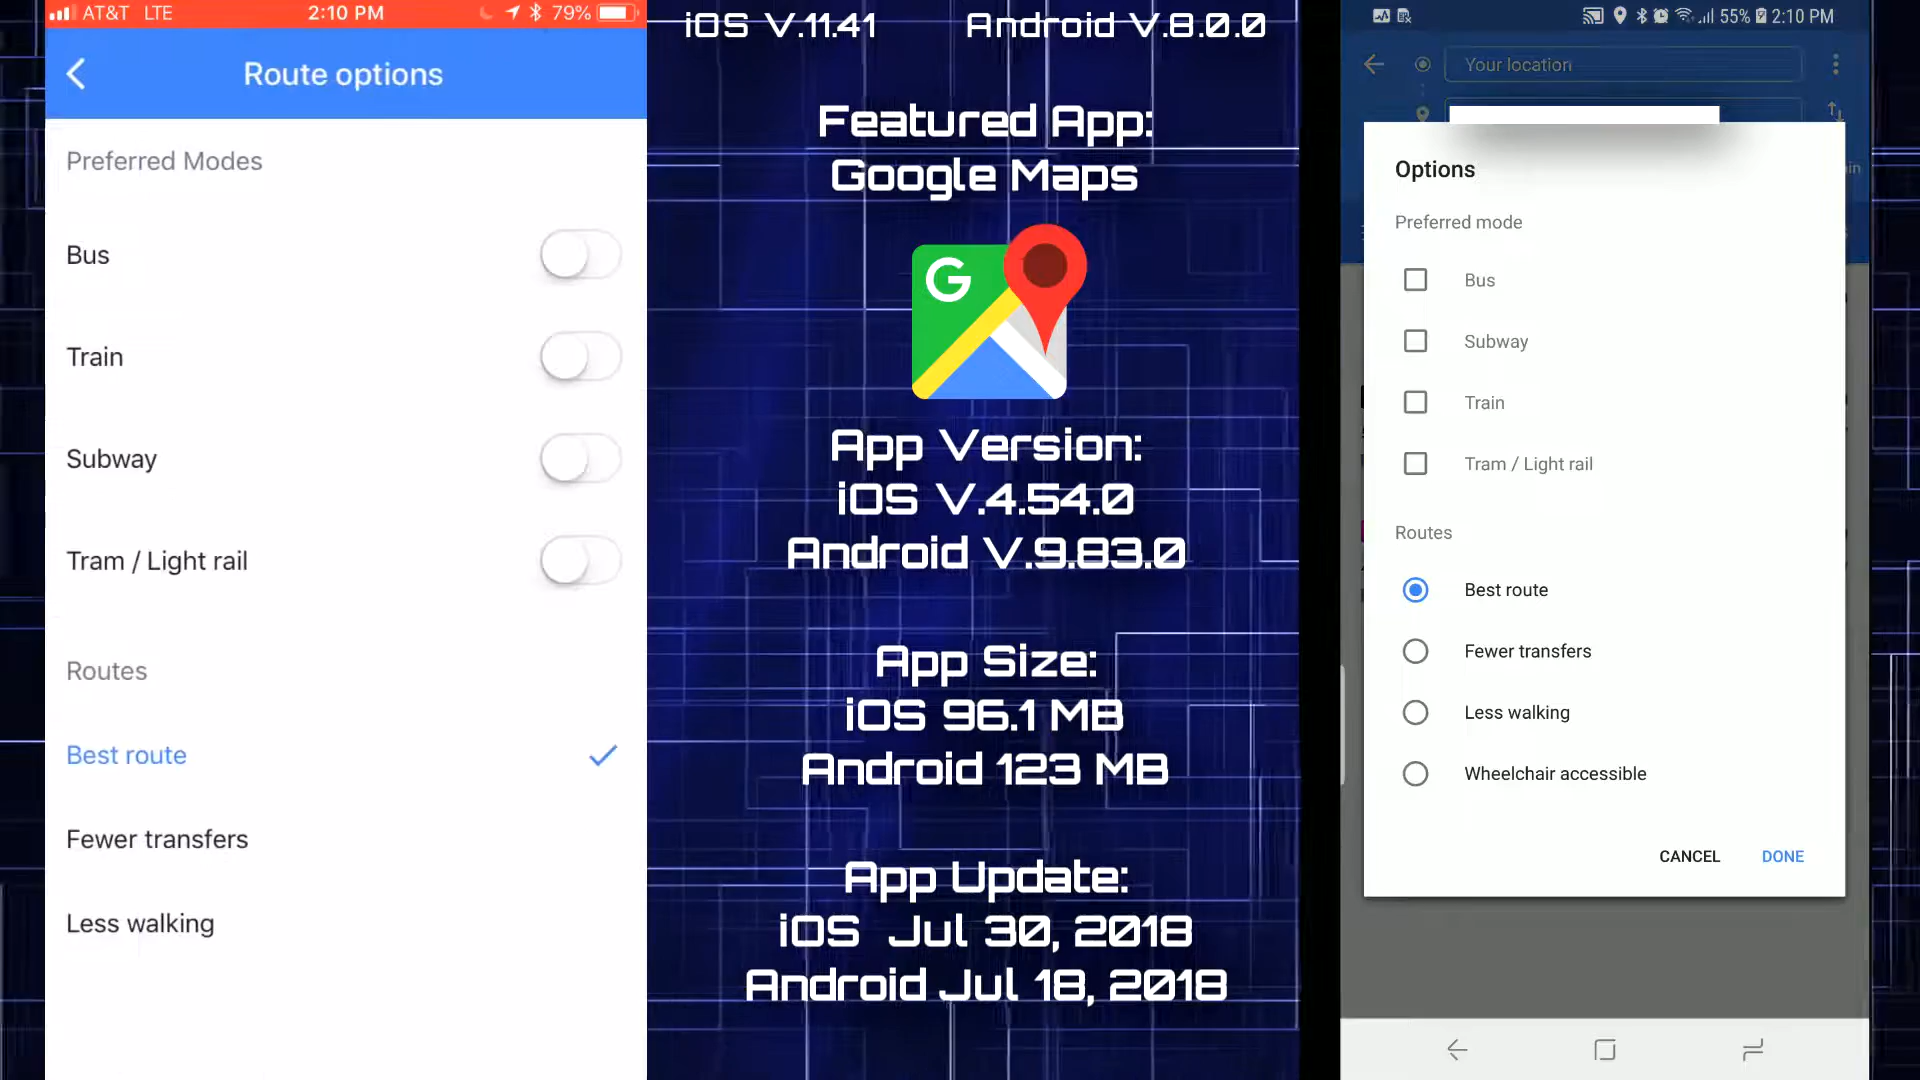 AT&T LTE 2:10 PM 79%
Route options
Preferred Modes
Bus
Train
Subway
Tram / Light rail
Routes
Best route
Fewer transfers
Less walking
iOS V.11.41 Android V.8.0.0
Featured App:
Google Maps
G
App Version:
iOS V.4.54.0
Android V.9.83.0
App Size:
iOS 96.1 MB
Android 123 MB
App Update:
iOS Jul 30, 2018
Android Jul 18, 2018
55% 2:10 PM
Your location
in
Options
Preferred mode
Bus
Subway
Train
Tram / Light rail
Routes
Best route
Fewer transfers
Less walking
Wheelchair accessible
CANCEL DONE